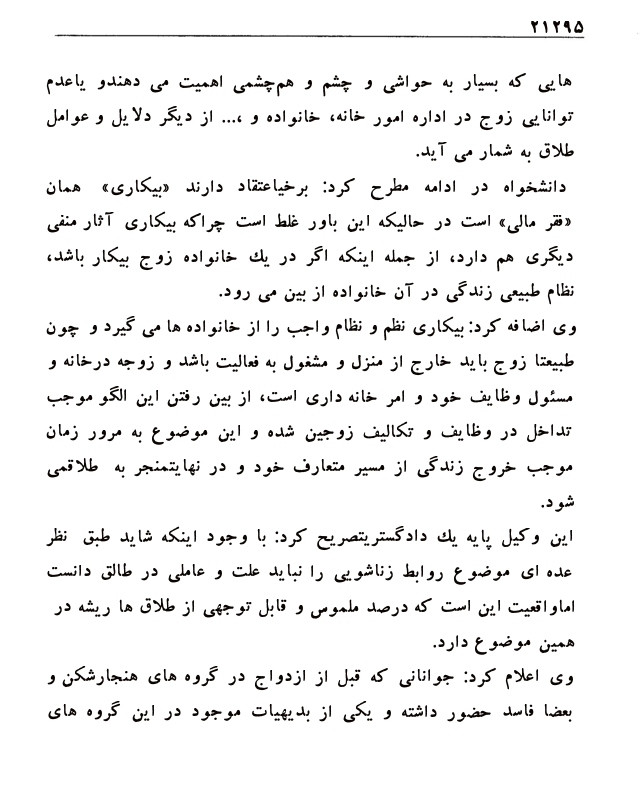 ۲۱۲۹۵
هایی که بسیار به حواشی و چشم و هم‌چشمی اهمیت می دهندو یاعدم
توانایی زوج در اداره امور خانه، خانواده و ،... از دیگر دلایل و عوامل
طلاق به شمار می آید.
دانشخواه در ادامه مطرح کرد: برخیاعتقاد دارند «بیکاری» همان
«فقر مالی» است در حالیکه این باور غلط است چراکه بیکاری آثار منفی
دیگری هم دارد، از جمله اینکه اگر در یك خانواده زوج بیکار باشد،
نظام طبیعی زندگی در آن خانواده از بین می رود.
وی اضافه کرد: بیکاری نظم و نظام واجب را از خانواده ها می گیرد و چون
طبیعتا زوج باید خارج از منزل و مشغول به فعالیت باشد و زوجه درخانه و
مسئول وظایف خود و امر خانه داری است، از بین رفتن این الگو موجب
تداخل در وظایف و تکالیف زوجین شده و این موضوع به مرور زمان
موجب خروج زندگی از مسیر متعارف خود و در نهایتمنجر به طلاقمی
شود.
این وکیل پایه یك دادگستریتصریح کرد: با وجود اینکه شاید طبق نظر
عده ای موضوع روابط زناشویی را نباید علت و عاملی در طالق دانست
اماواقعیت این است که درصد ملموس و قابل توجهی از طلاق ها ریشه در
همین موضوع دارد.
وی اعلام کرد: جوانانی که قبل از ازدواج در گروه های هنجارشکن و
بعضا فاسد حضور داشته و یکی از بدیهیات موجود در این گروه های